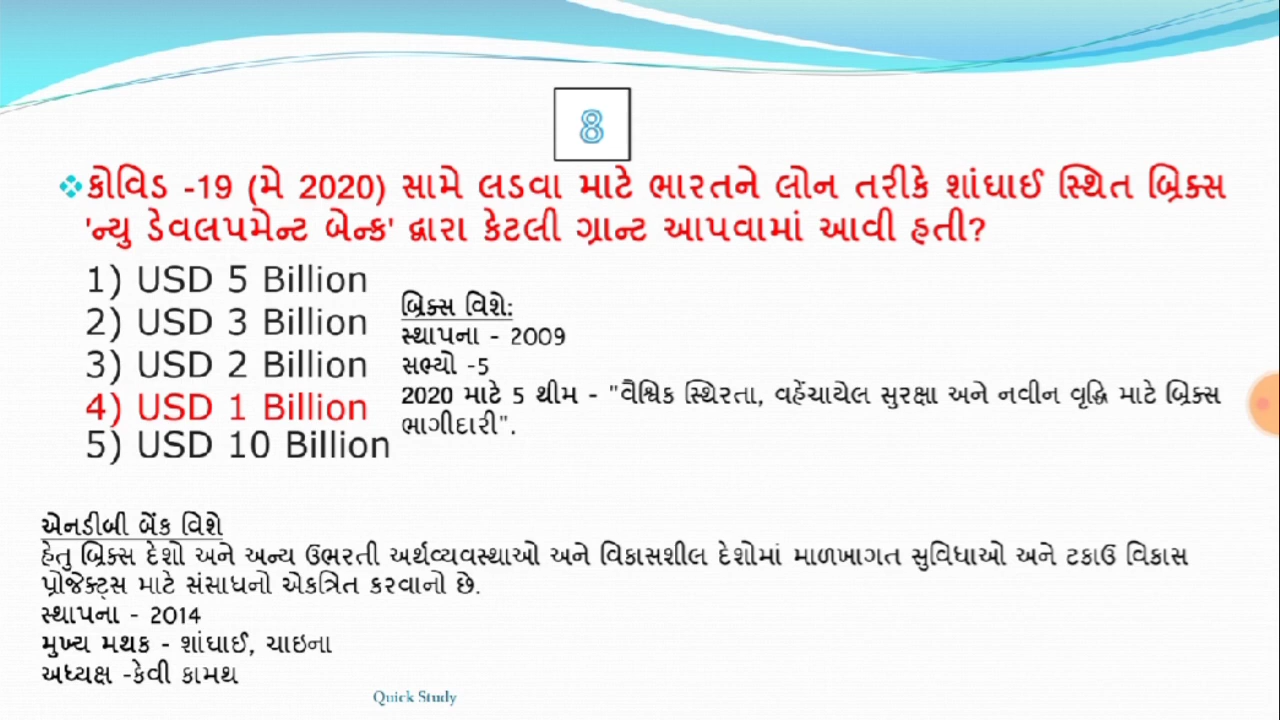 8
❖કોવિડ -19 (મે 2020) સામે લડવા માટે ભારતને લોન તરીકે શાંઘાઈ સ્થિત બ્રિક્સ
'ન્યુ ડેવલપમેન્ટ બેન્ક' દ્વારા કેટલી ગ્રાન્ટ આપવામાં આવી હતી?
1) USD 5 Billion
2) USD 3 Billion
3) USD 2 Billion
4) USD 1 Billion
5) USD 10 Billion
બ્રિક્સ વિશે:
સ્થાપના - 2009
સભ્યો -5
2020 માટે 5 થીમ - "વૈશ્વિક સ્થિરતા, વહેંચાયેલ સુરક્ષા અને નવીન વૃદ્ધિ માટે બ્રિક્સ
ભાગીદારી".
એનડીબી બેંક વિશે
હેતુ બ્રિક્સ દેશો અને અન્ય ઉભરતી અર્થવ્યવસ્થાઓ અને વિકાસશીલ દેશોમાં માળખાગત સુવિધાઓ અને ટકાઉ વિકાસ
પ્રોજેક્ટ્સ માટે સંસાધનો એકત્રિત કરવાનો છે.
સ્થાપના - 2014
મુખ્ય મથક - શાંઘાઈ, ચાઇના
અધ્યક્ષ -કેવી કામથ
Quick Study